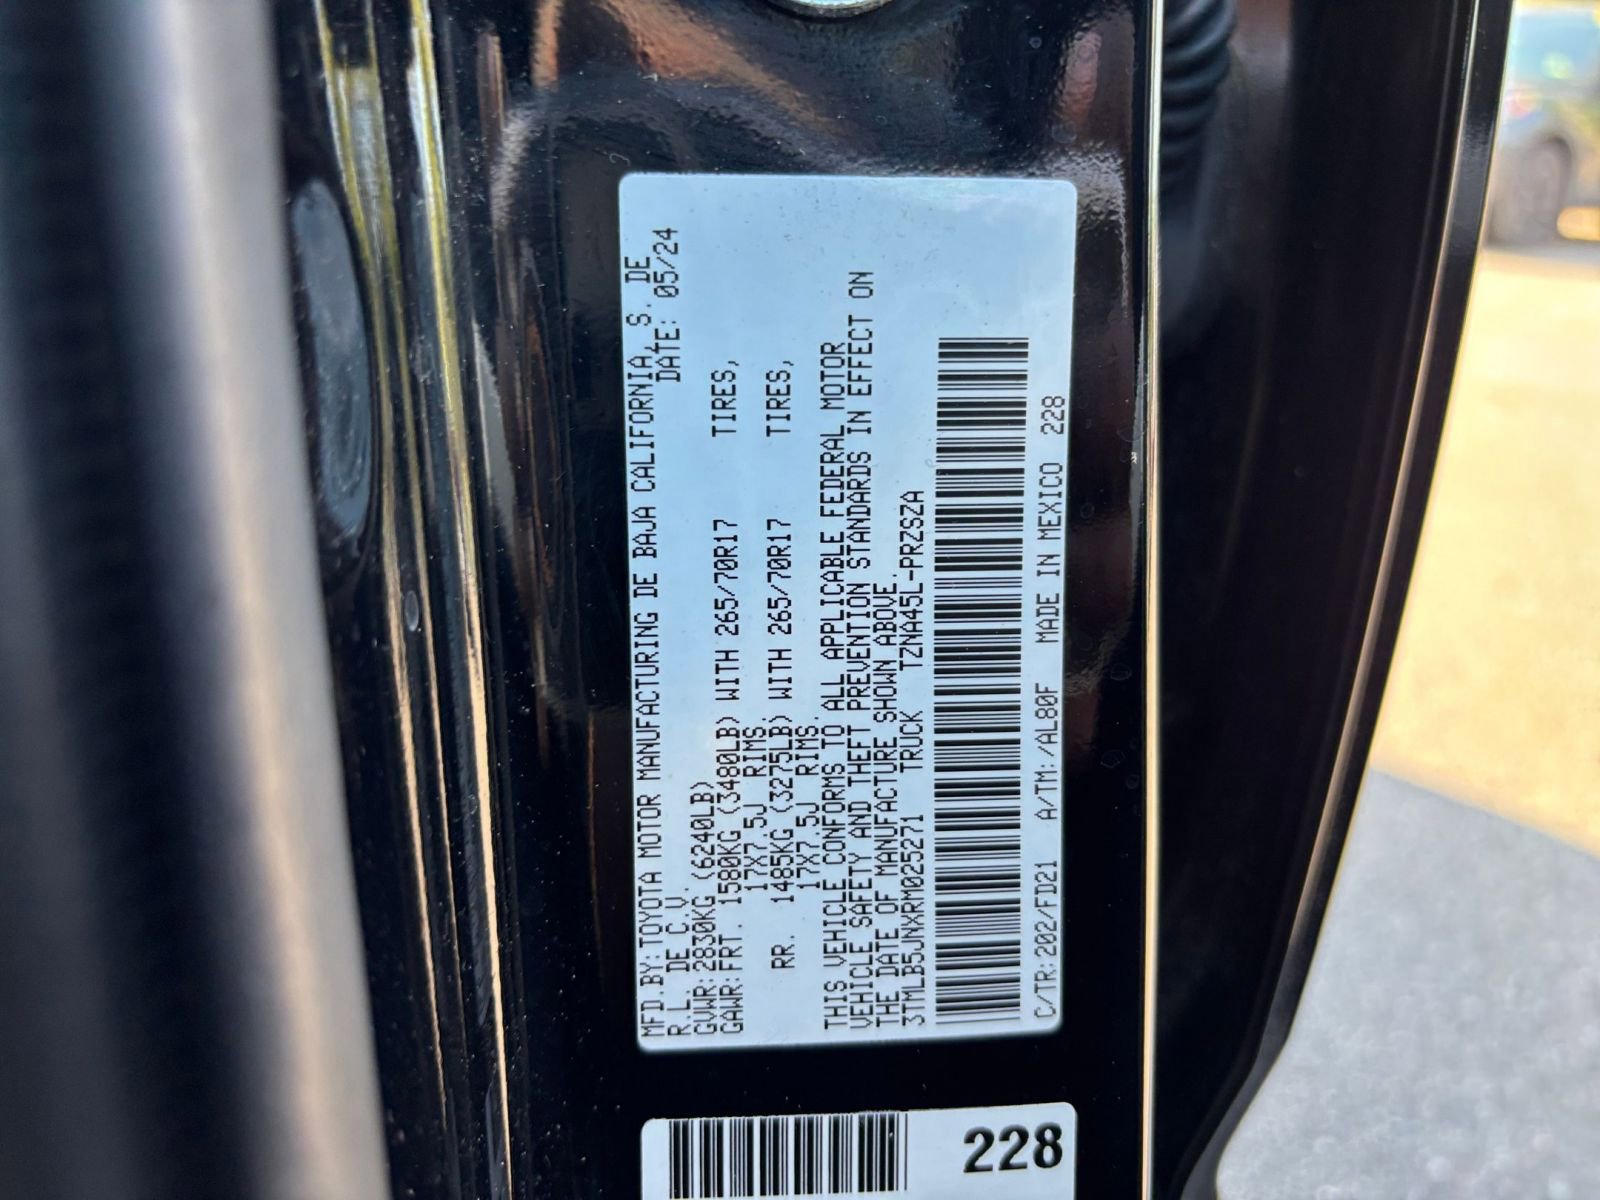 MFD.BY:TOYOTA MOTOR MANUFACTURING DE BAJA CALIFORNIA, S. DE
R.L. DE C.V. DATE: 05/24
GVWR:2830KG (6240LB)
GAWR:FRT. 1580KG (3480LB) WITH 265/70R17 TIRES,
17X7.5J RIMS.
RR. 1485KG (3275LB) WITH 265/70R17 TIRES,
17X7.5J RIMS.
THIS VEHICLE CONFORMS TO ALL APPLICABLE FEDERAL MOTOR
VEHICLE SAFETY AND THEFT PREVENTION STANDARDS IN EFFECT ON
THE DATE OF MANUFACTURE SHOWN ABOVE.
3TMLB5JNXRM025271 TRUCK TZNA45L-PRZSZA
C/TR:202/FD21 A/TM:/AL80F MADE IN MEXICO 228
228